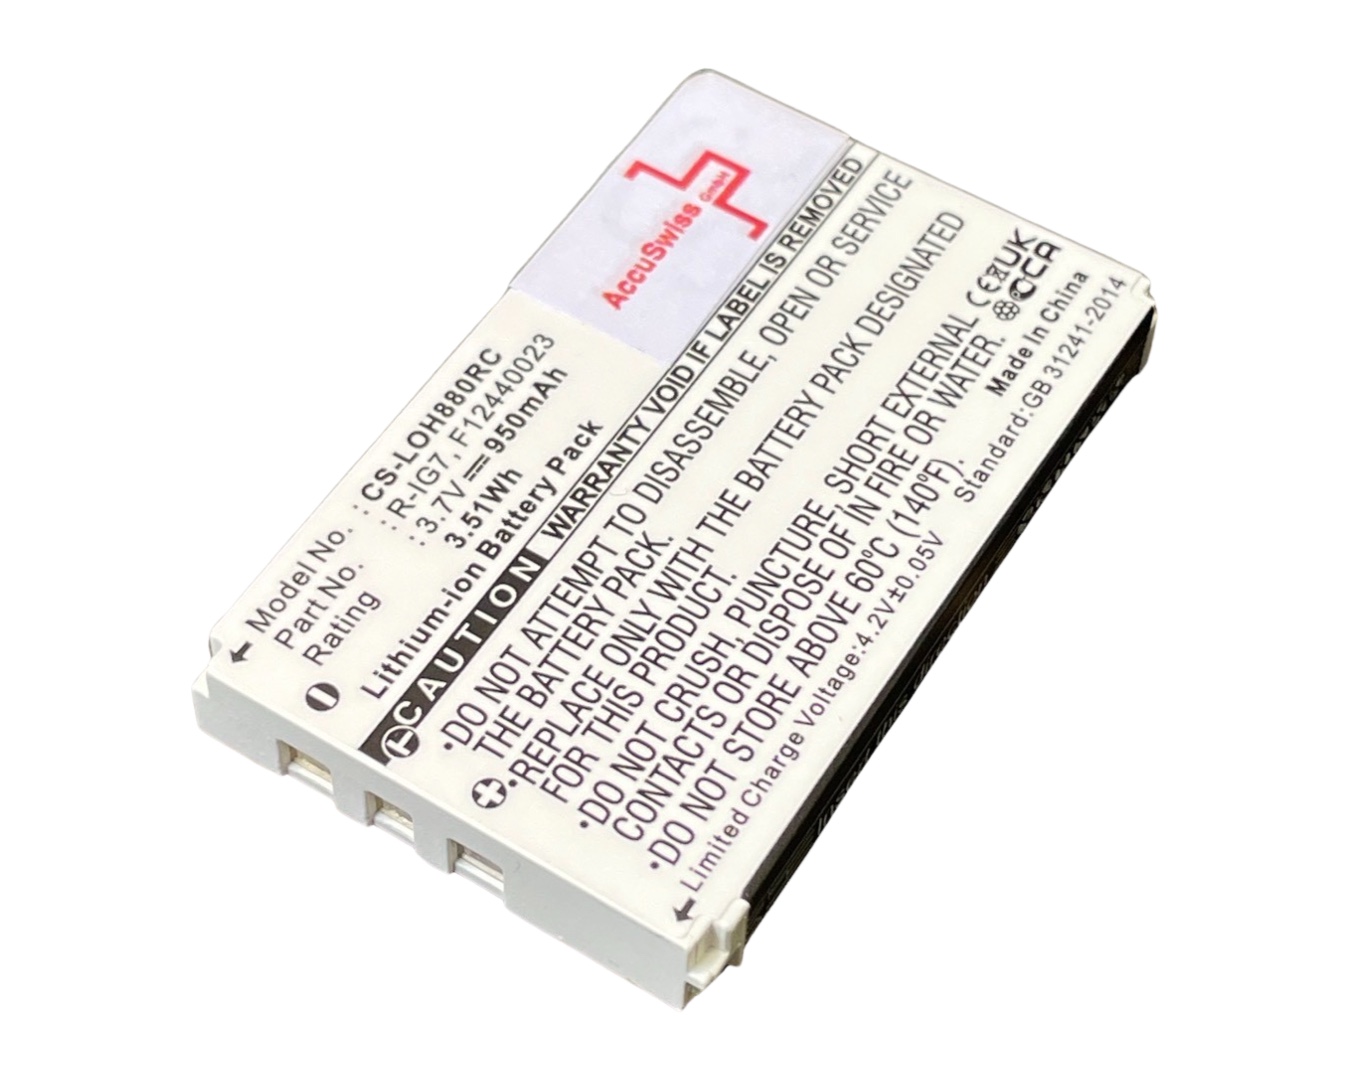 AccuSwiss GmbH
Model No. : CS-LOH880RC
Part No. : R-IG7, F12440023
Rating : 3.7V 950mAh
3.51Wh
Lithium-ion Battery Pack
CAUTION WARRANTY VOID IF LABEL IS REMOVED
•DO NOT ATTEMPT TO DISASSEMBLE, OPEN OR SERVICE
THE BATTERY PACK.
•REPLACE ONLY WITH THE BATTERY PACK DESIGNATED
FOR THIS PRODUCT.
•DO NOT CRUSH, PUNCTURE, SHORT EXTERNAL
CONTACTS OR DISPOSE OF IN FIRE OR WATER.
•DO NOT STORE ABOVE 60°C (140°F).
Limited Charge Voltage:4.2V±0.05V
CE UK
CA
Made In China
Standard:GB 31241-2014
− T +